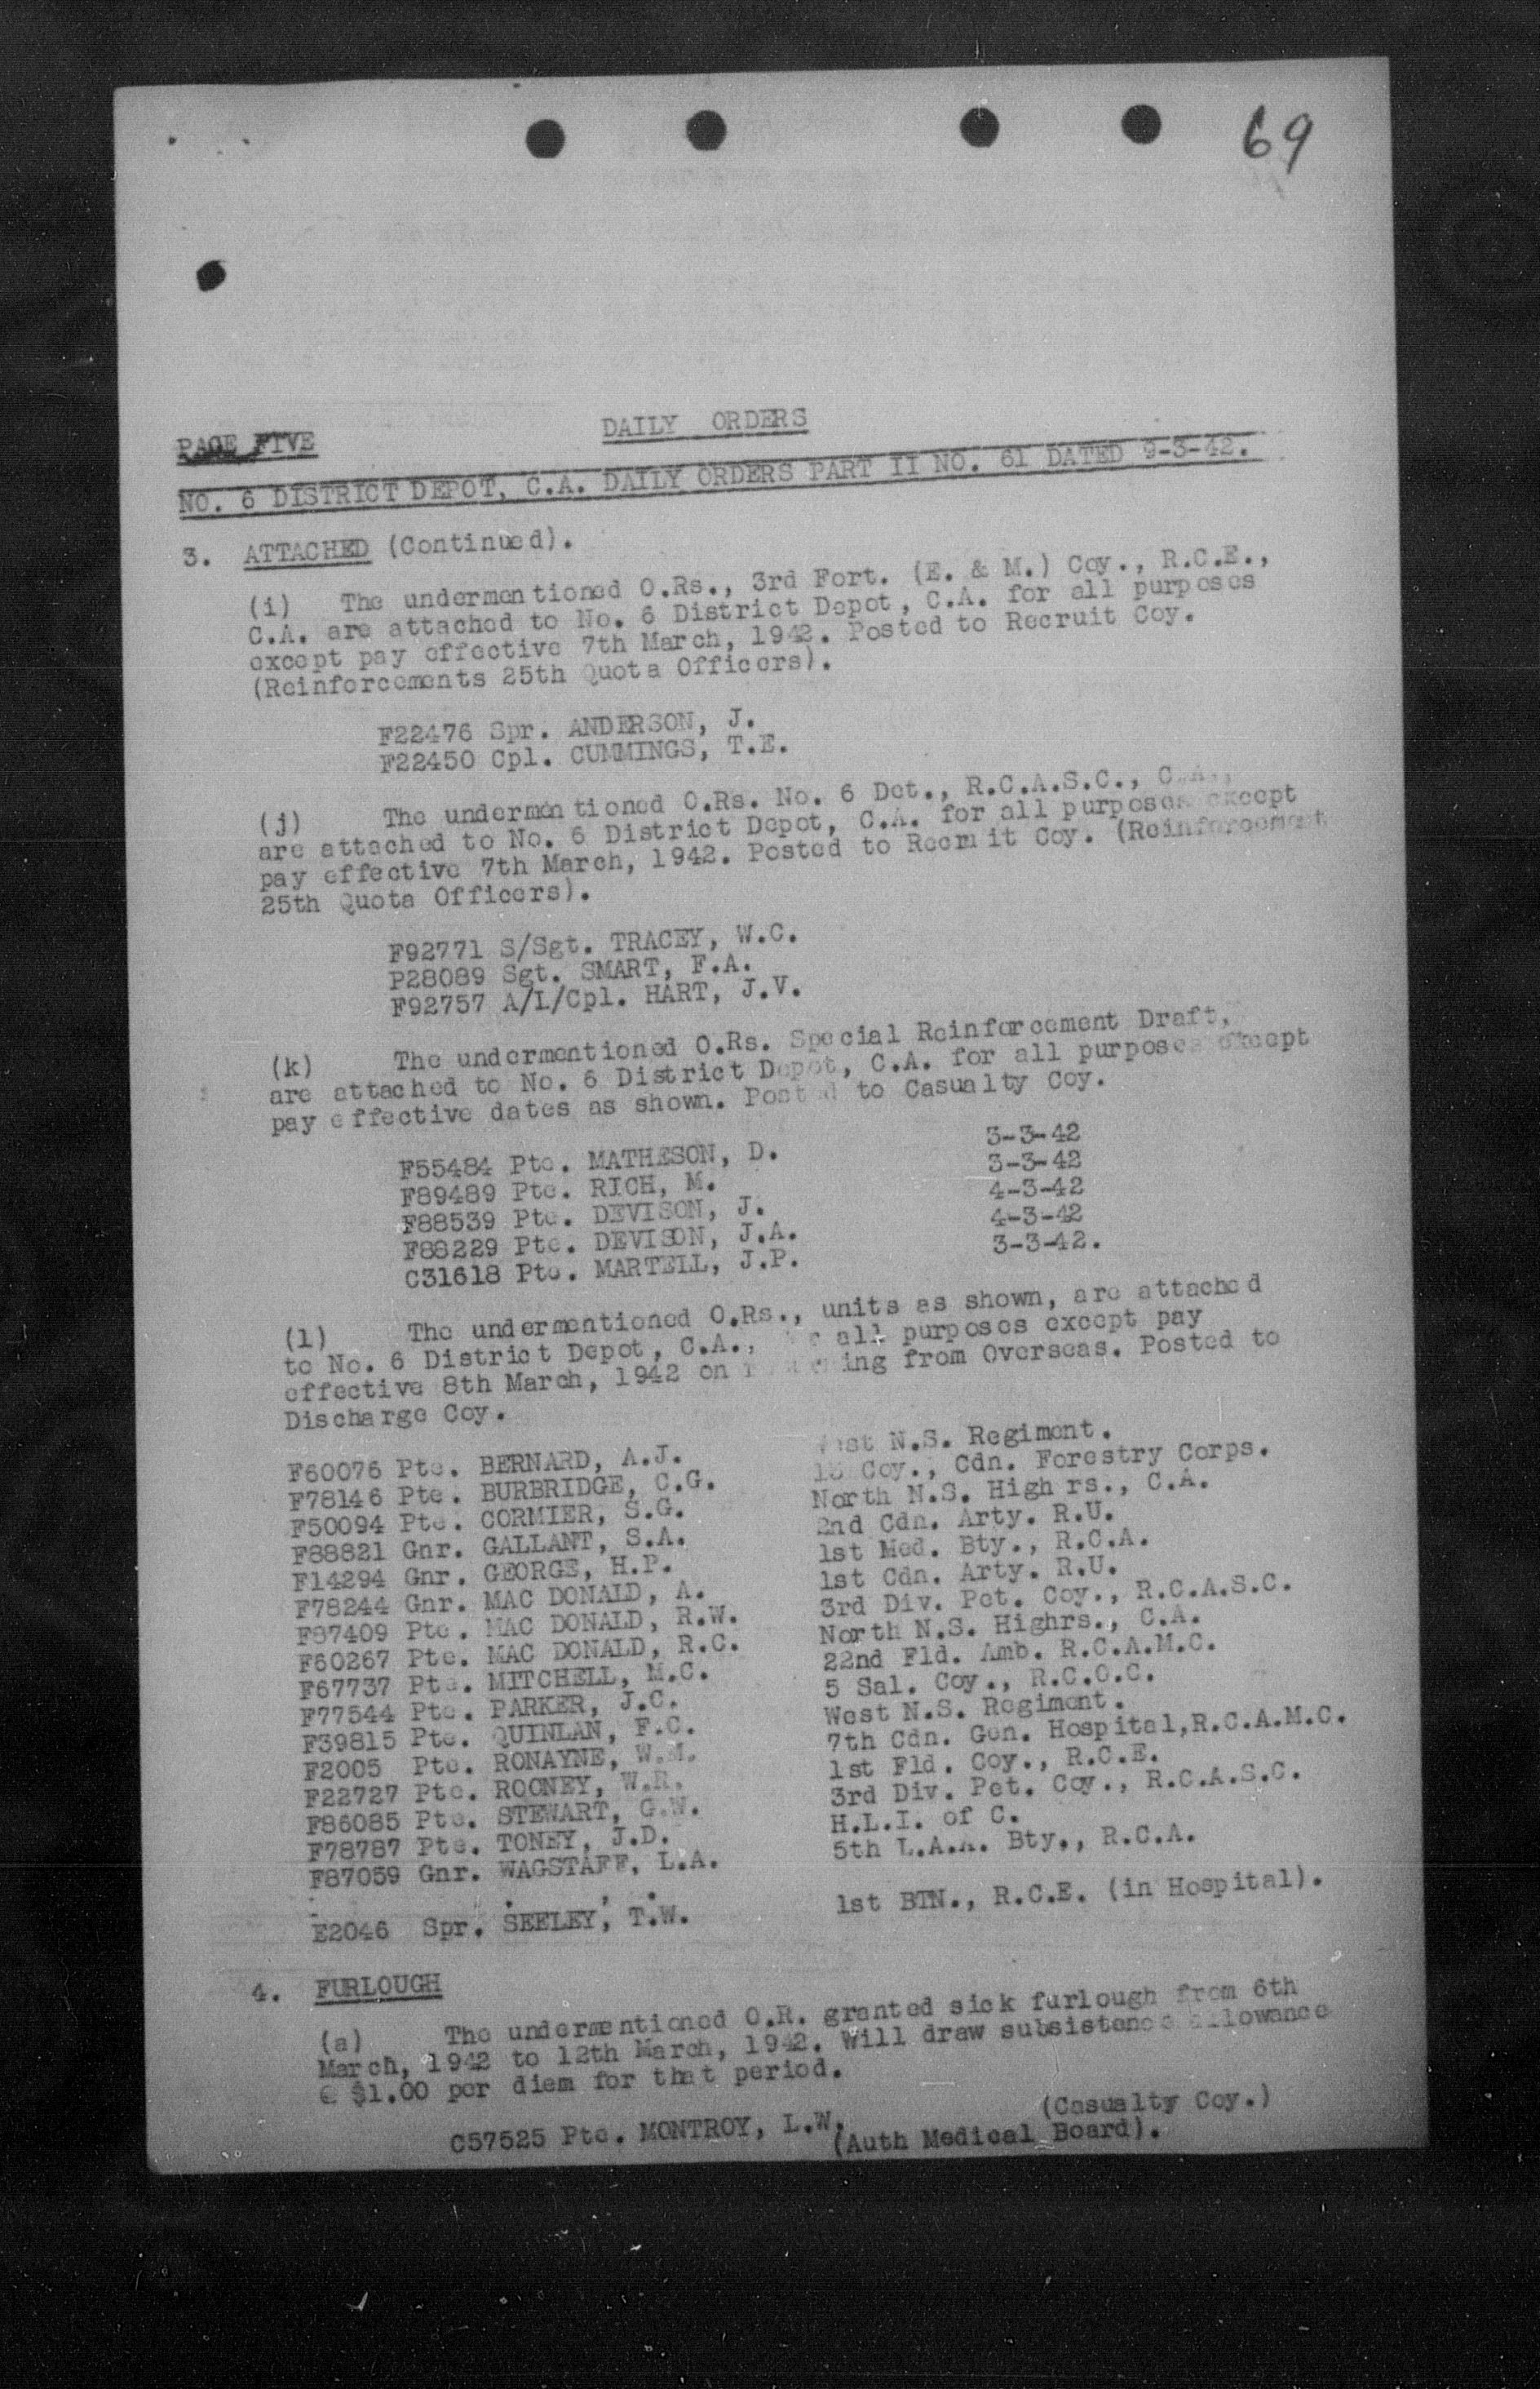 69
PAGE FIVE
DAILY ORDERS
NO. 6 DISTRICT DEPOT, C.A. DAILY ORDERS PART II NO. 61 DATED 9-3-42.
3. ATTACHED (Continued).
(i) The undermentioned O.Rs., 3rd Fort. (E. & M.) Coy., R.C.E.,
C.A. are attached to No. 6 District Depot, C.A. for all purposes
except pay effective 7th March, 1942. Posted to Recruit Coy.
(Reinforcements 25th Quota Officers).
F22476 Spr. ANDERSON, J.
F22450 Cpl. CUMMINGS, T.E.
(j) The undermentioned O.Rs. No. 6 Det., R.C.A.S.C., C.A.,
are attached to No. 6 District Depot, C.A. for all purposes except
pay effective 7th March, 1942. Posted to Recruit Coy. (Reinforcement
25th Quota Officers).
F92771 S/Sgt. TRACEY, W.C.
P28089 Sgt. SMART, F.A.
F92757 A/L/Cpl. HART, J.V.
(k) The undermentioned O.Rs. Special Reinforcement Draft,
are attached to No. 6 District Depot, C.A. for all purposes except
pay effective dates as shown. Posted to Casualty Coy.
F55484 Pte. MATHESON, D. 3-3-42
F89489 Pte. RICH, M. 3-3-42
F88539 Pte. DEVISON, J. 4-3-42
F88229 Pte. DEVISON, J.A. 4-3-42
C31618 Pte. MARTELL, J.P. 3-3-42.
(l) The undermentioned O.Rs., units as shown, are attached
to No. 6 District Depot, C.A., for all purposes except pay
effective 8th March, 1942 on returning from Overseas. Posted to
Discharge Coy.
F60076 Pte. BERNARD, A.J. West N.S. Regiment.
F78146 Pte. BURBRIDGE, C.G. Coy., Cdn. Forestry Corps.
F50094 Pte. CORMIER, S.G. North N.S. High rs., C.A.
F88821 Gnr. GALLANT, S.A. 2nd Cdn. Arty. R.U.
F14294 Gnr. GEORGE, H.P. 1st Med. Bty., R.C.A.
F78244 Gnr. MAC DONALD, A. 1st Cdn. Arty. R.U.
F87409 Pte. MAC DONALD, R.W. 3rd Div. Pet. Coy., R.C.A.S.C.
F60267 Pte. MAC DONALD, R.C. North N.S. Highrs., C.A.
F67737 Pte. MITCHELL, M.C. 22nd Fld. Amb. R.C.A.M.C.
F77544 Pte. PARKER, J.C. 5 Sal. Coy., R.C.O.C.
F39815 Pte. QUINLAN, F.C. West N.S. Regiment.
F2005 Pte. RONAYNE, W.M. 7th Cdn. Gen. Hospital,R.C.A.M.C.
F22727 Pte. ROONEY, W.R. 1st Fld. Coy., R.C.E.
F86085 Pte. STEWART, G.W. 3rd Div. Pet. Coy., R.C.A.S.C.
F78787 Pte. TONEY, J.D. H.L.I. of C.
F87059 Gnr. WAGSTAFF, L.A. 5th L.A.A. Bty., R.C.A.
E2046 Spr. SEELEY, T.W. 1st BTN., R.C.E. (in Hospital).
4. FURLOUGH
(a) The undermentioned O.R. granted sick furlough from 6th
March, 1942 to 12th March, 1942. Will draw subsistence allowance
@ $1.00 per diem for that period.
C57525 Pte. MONTROY, L.W. (Casualty Coy.)
(Auth Medical Board).